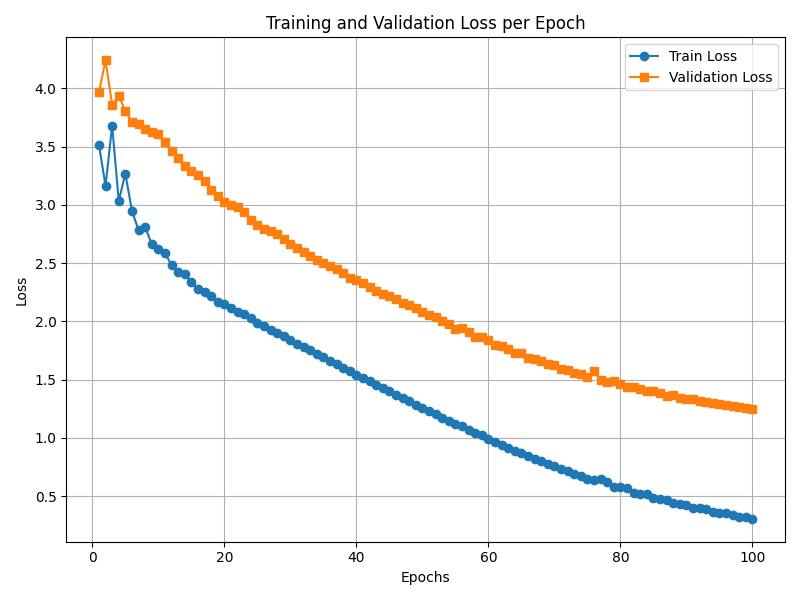 Training and Validation Loss per Epoch
Train Loss
Validation Loss
Loss
4.0
3.5
3.0
2.5
2.0
1.5
1.0
0.5
0 20 40 60 80 100
Epochs